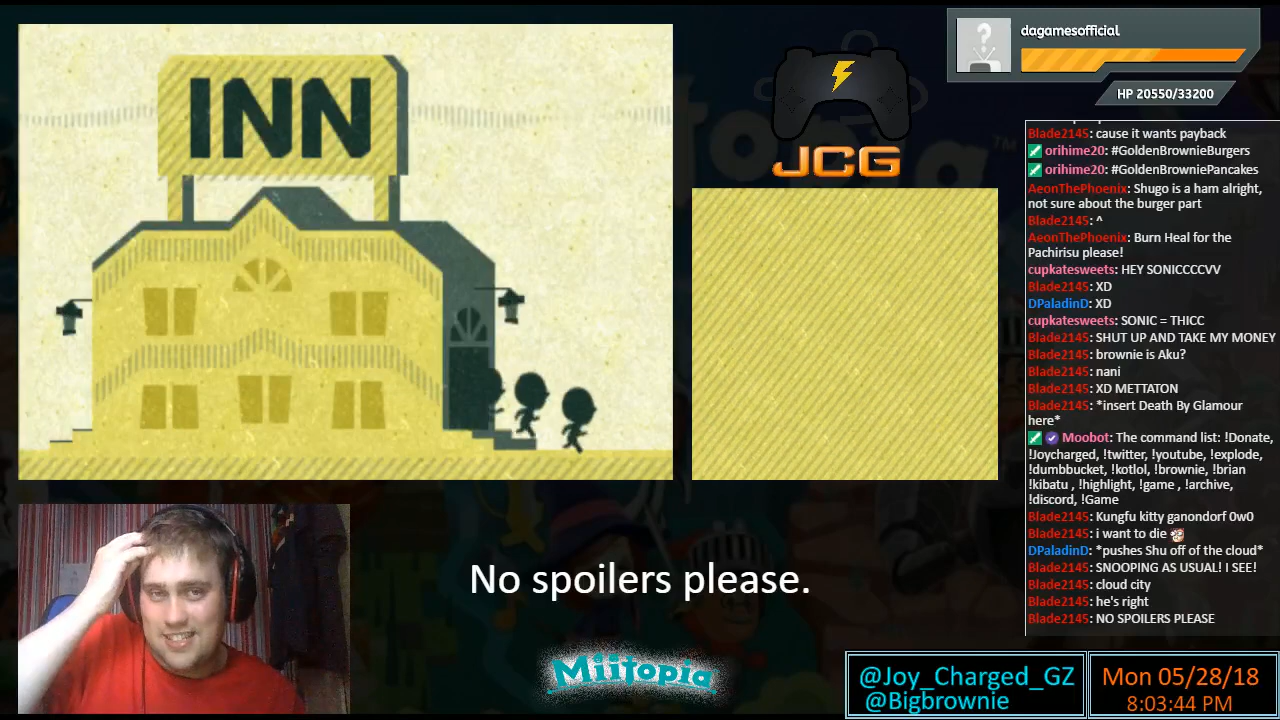 INN
JCG
dagamesofficial
HP 20550/33200
Blade2145: cause it wants payback
orihime20: #GoldenBrownieBurgers
orihime20: #GoldenBrowniePancakes
AeonThePhoenix: Shugo is a ham alright,
not sure about the burger part
Blade2145: ^
AeonThePhoenix: Burn Heal for the
Pachirisu please!
cupkatesweets: HEY SONICCCCVV
Blade2145: XD
DPaladinD: XD
cupkatesweets: SONIC = THICC
Blade2145: SHUT UP AND TAKE MY MONEY
Blade2145: brownie is Aku?
Blade2145: nani
Blade2145: XD METTATON
Blade2145: *insert Death By Glamour
here*
Moobot: The command list: !Donate,
!Joycharged, !twitter, !youtube, !explode,
!dumbbucket, !kotlol, !brownie, !brian
!kibatu , !highlight, !game , !archive,
!discord, !Game
Blade2145: Kungfu kitty ganondorf 0w0
Blade2145: i want to die
DPaladinD: *pushes Shu off of the cloud*
Blade2145: SNOOPING AS USUAL! I SEE!
Blade2145: cloud city
Blade2145: he's right
Blade2145: NO SPOILERS PLEASE
No spoilers please.
Miitopia
@Joy_Charged_GZ
@Bigbrownie
Mon 05/28/18
8:03:44 PM